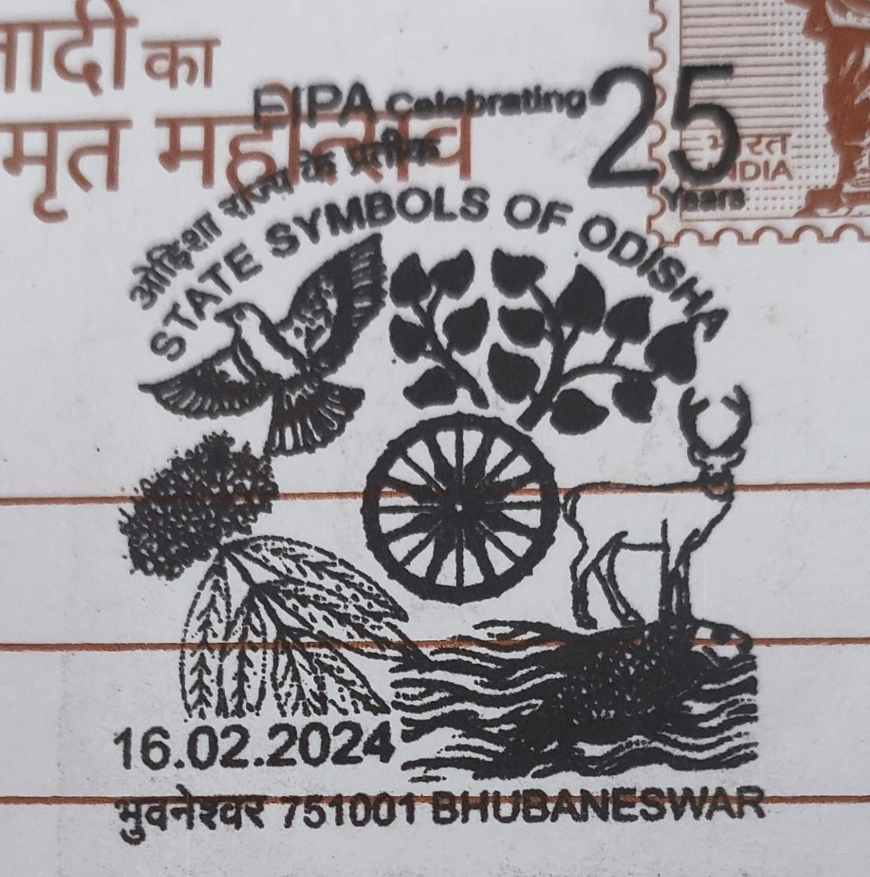 ादी का
मृत महोत्सव
EIPA Celebrating 25 Years
भारत
INDIA
ओड़िशा राज्य के प्रतीक
STATE SYMBOLS OF ODISHA
16.02.2024
भुवनेश्वर 751001 BHUBANESWAR